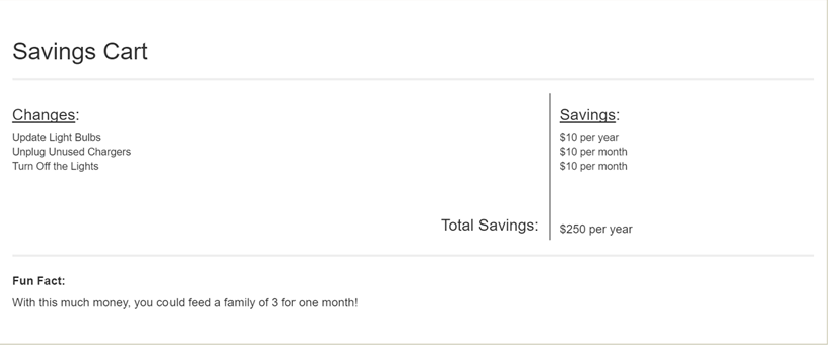 Savings Cart
Changes:
Update Light Bulbs
Unplug Unused Chargers
Turn Off the Lights
Savings:
$10 per year
$10 per month
$10 per month
Total Savings:
$250 per year
Fun Fact:
With this much money, you could feed a family of 3 for one month!